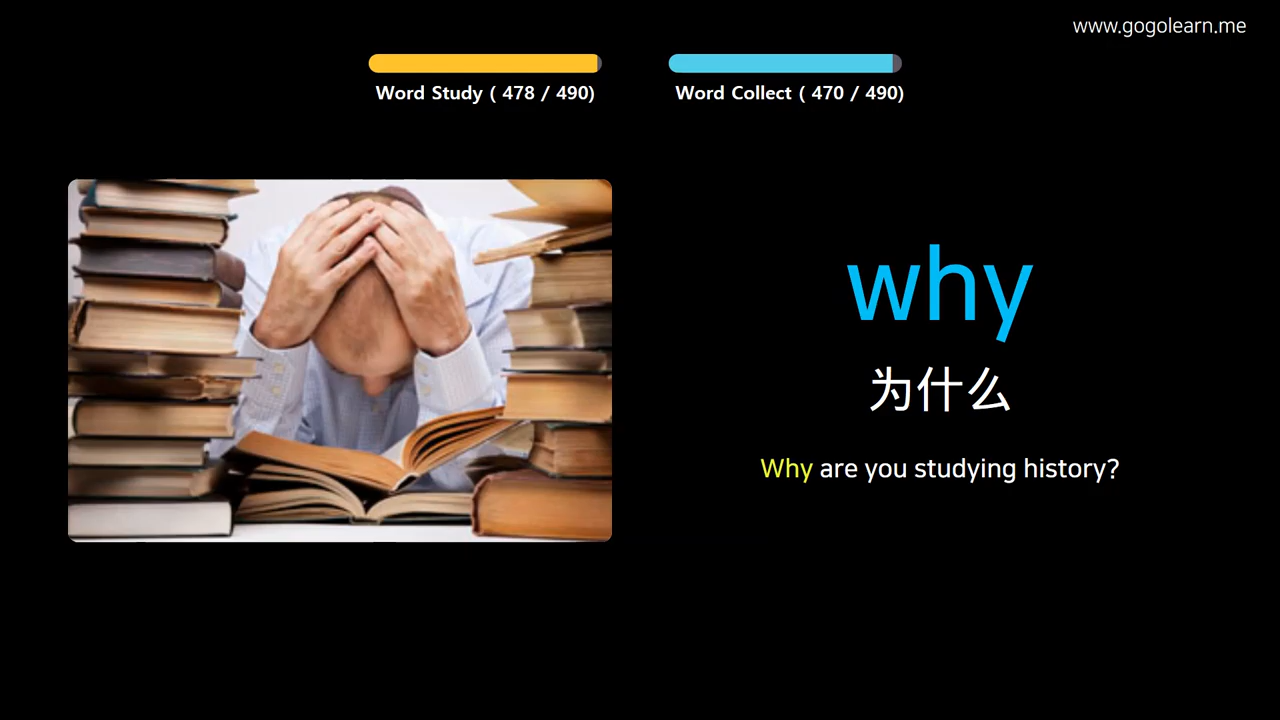 www.gogolearn.me
Word Study ( 478 / 490)
Word Collect ( 470 / 490)
why
为什么
Why are you studying history?